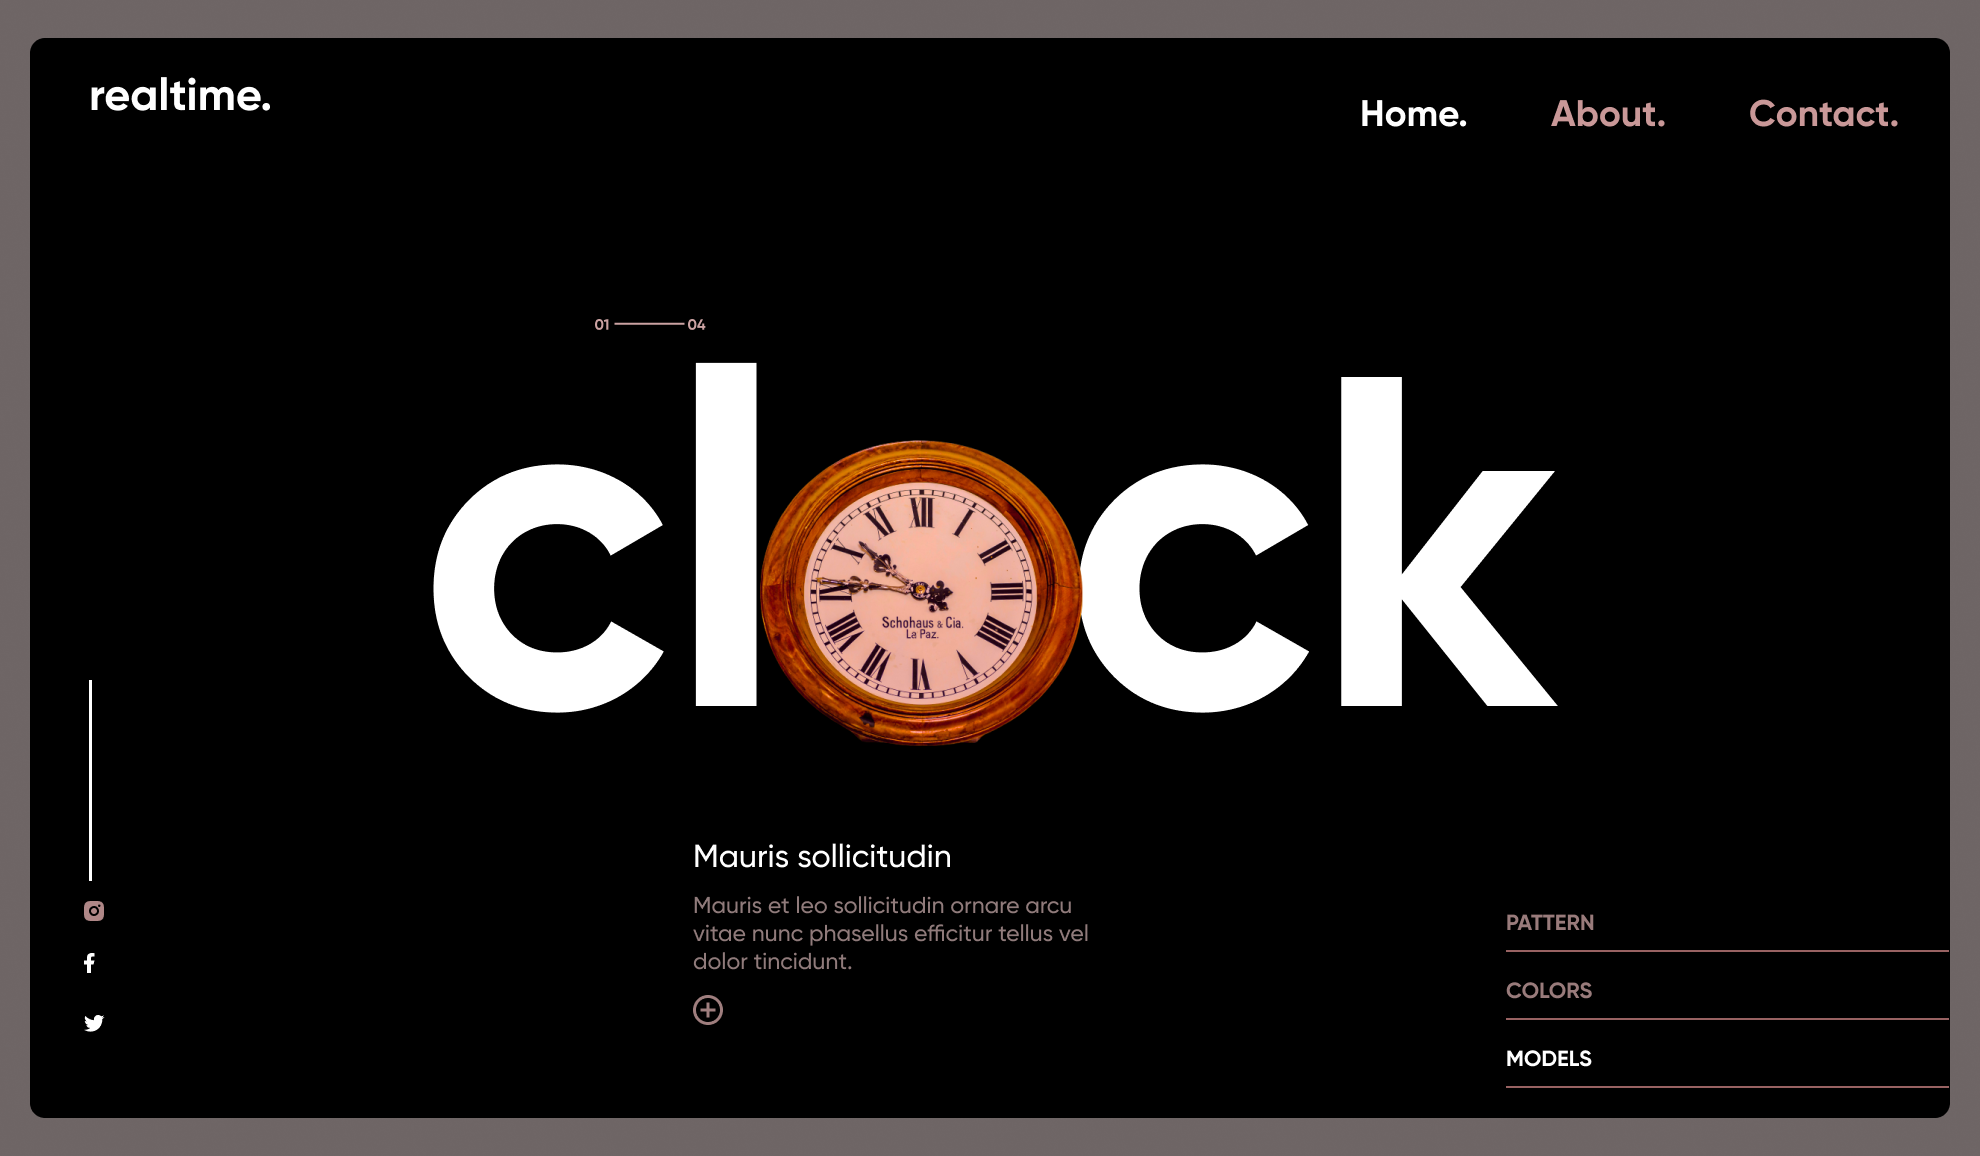 realtime.
Home. About. Contact.
01 04
clock
XII
I
II
III
IIII
V
VI
VII
VIII
IX
X
XI
Schohaus & Cia.
La Paz.
Mauris sollicitudin
Mauris et leo sollicitudin ornare arcu
vitae nunc phasellus efficitur tellus vel
dolor tincidunt.
PATTERN
COLORS
MODELS